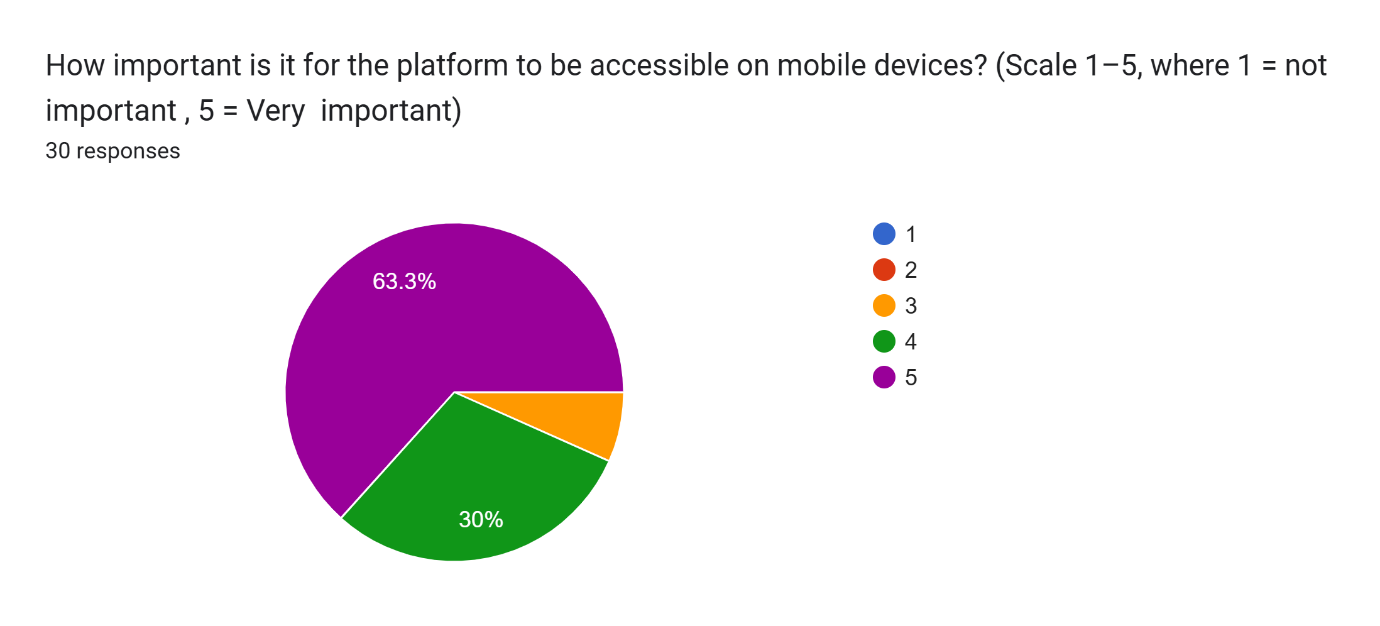 How important is it for the platform to be accessible on mobile devices? (Scale 1–5, where 1 = not
important , 5 = Very  important)
30 responses
63.3%
30%
1
2
3
4
5